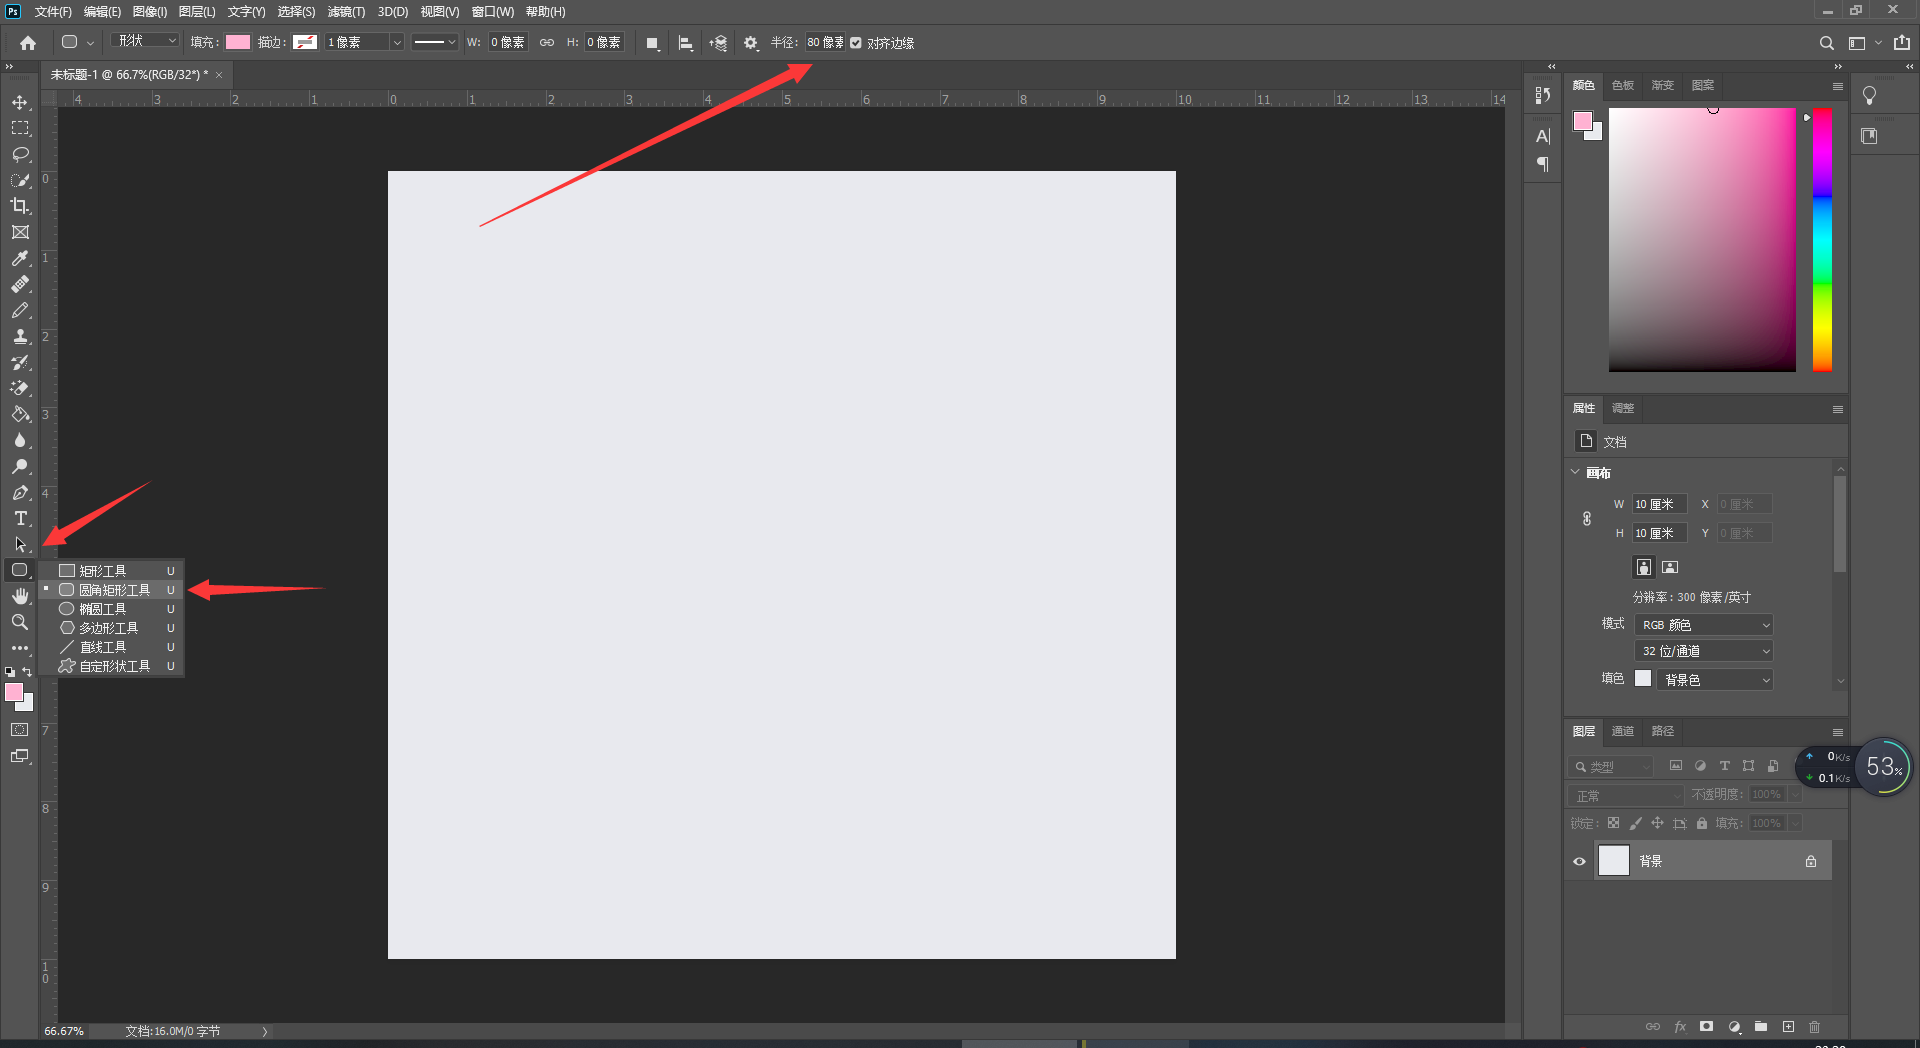 Ps 文件(F) 编辑(E) 图像(I) 图层(L) 文字(Y) 选择(S) 滤镜(T) 3D(D) 视图(V) 窗口(W) 帮助(H)
形状 填充: 描边: 1 像素 W: 0 像素 H: 0 像素 半径: 80 像素 对齐边缘
未标题-1 @ 66.7%(RGB/32*) * ×
4 3 2 1 0 1 2 3 4 5 6 7 8 9 10 11 12 13 14
0
1
2
3
4
7
8
9
10
矩形工具 U
圆角矩形工具 U
椭圆工具 U
多边形工具 U
直线工具 U
自定形状工具 U
66.67% 文档:16.0M/0 字节
颜色 色板 渐变 图案
属性 调整
文档
画布
W 10 厘米 X 0 厘米
H 10 厘米 Y 0 厘米
分辨率: 300 像素/英寸
模式 RGB 颜色
32 位/通道
填色 背景色
图层 通道 路径
类型
正常 不透明度: 100%
锁定: 填充: 100%
背景
fx
0K/s
0.1K/s
53%